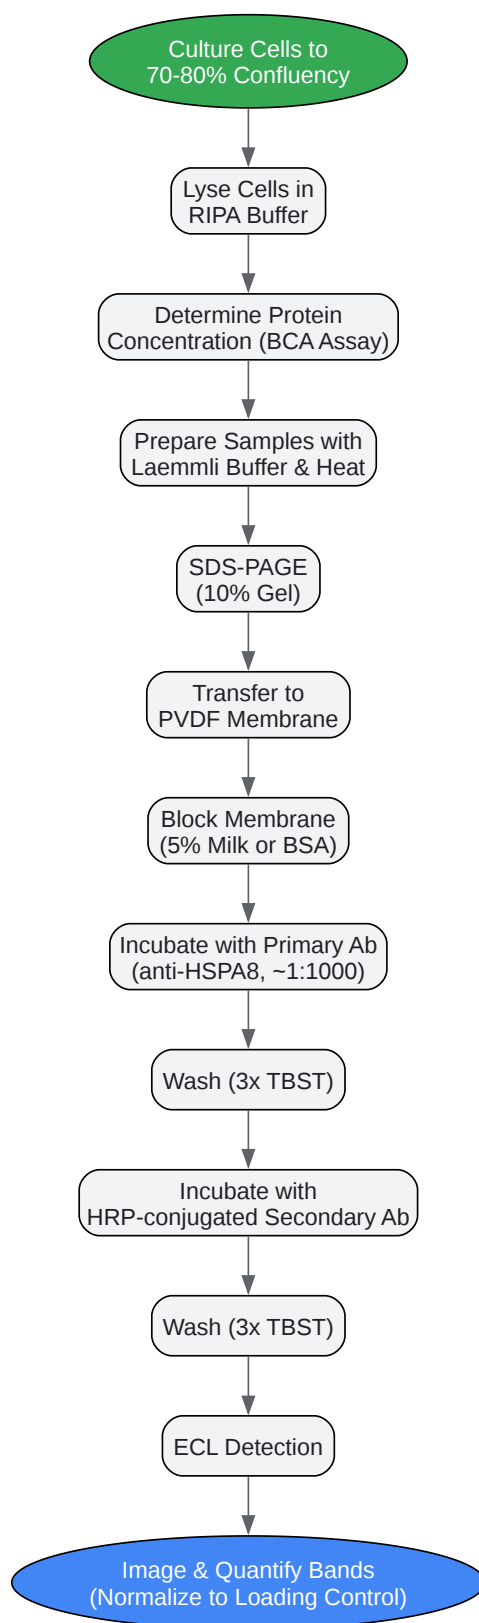 Culture Cells to
70-80% Confluency
Lyse Cells in
RIPA Buffer
Determine Protein
Concentration (BCA Assay)
Prepare Samples with
Laemmli Buffer & Heat
SDS-PAGE
(10% Gel)
Transfer to
PVDF Membrane
Block Membrane
(5% Milk or BSA)
Incubate with Primary Ab
(anti-HSPA8, ~1:1000)
Wash (3x TBST)
Incubate with
HRP-conjugated Secondary Ab
Wash (3x TBST)
ECL Detection
Image & Quantify Bands
(Normalize to Loading Control)